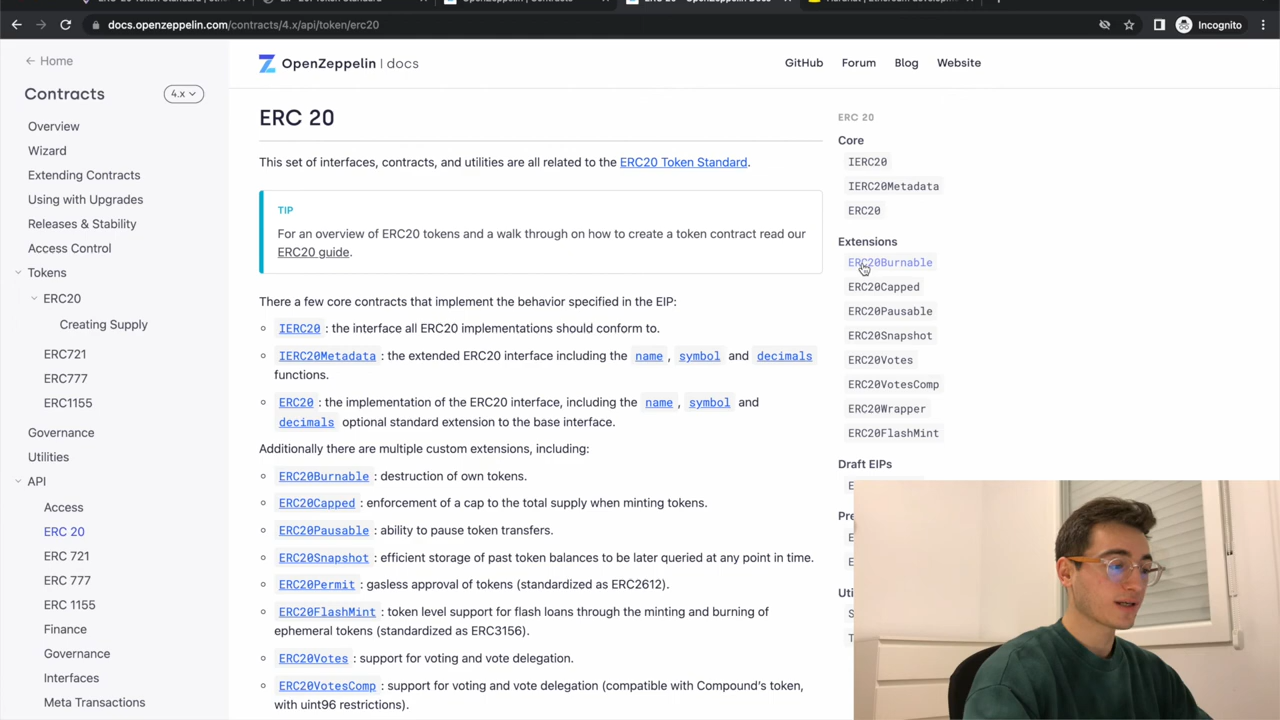 docs.openzeppelin.com/contracts/4.x/api/token/erc20
Incognito
← Home
Contracts
4.x
Overview
Wizard
Extending Contracts
Using with Upgrades
Releases & Stability
Access Control
Tokens
ERC20
Creating Supply
ERC721
ERC777
ERC1155
Governance
Utilities
API
Access
ERC 20
ERC 721
ERC 777
ERC 1155
Finance
Governance
Interfaces
Meta Transactions
OpenZeppelin | docs
GitHub
Forum
Blog
Website
ERC 20
This set of interfaces, contracts, and utilities are all related to the ERC20 Token Standard.
TIP
For an overview of ERC20 tokens and a walk through on how to create a token contract read our
ERC20 guide.
There a few core contracts that implement the behavior specified in the EIP:
IERC20 : the interface all ERC20 implementations should conform to.
IERC20Metadata : the extended ERC20 interface including the name , symbol and decimals
functions.
ERC20 : the implementation of the ERC20 interface, including the name , symbol and
decimals optional standard extension to the base interface.
Additionally there are multiple custom extensions, including:
ERC20Burnable : destruction of own tokens.
ERC20Capped : enforcement of a cap to the total supply when minting tokens.
ERC20Pausable : ability to pause token transfers.
ERC20Snapshot : efficient storage of past token balances to be later queried at any point in time.
ERC20Permit : gasless approval of tokens (standardized as ERC2612).
ERC20FlashMint : token level support for flash loans through the minting and burning of
ephemeral tokens (standardized as ERC3156).
ERC20Votes : support for voting and vote delegation.
ERC20VotesComp : support for voting and vote delegation (compatible with Compound's token,
with uint96 restrictions).
ERC 20
Core
IERC20
IERC20Metadata
ERC20
Extensions
ERC20Burnable
ERC20Capped
ERC20Pausable
ERC20Snapshot
ERC20Votes
ERC20VotesComp
ERC20Wrapper
ERC20FlashMint
Draft EIPs